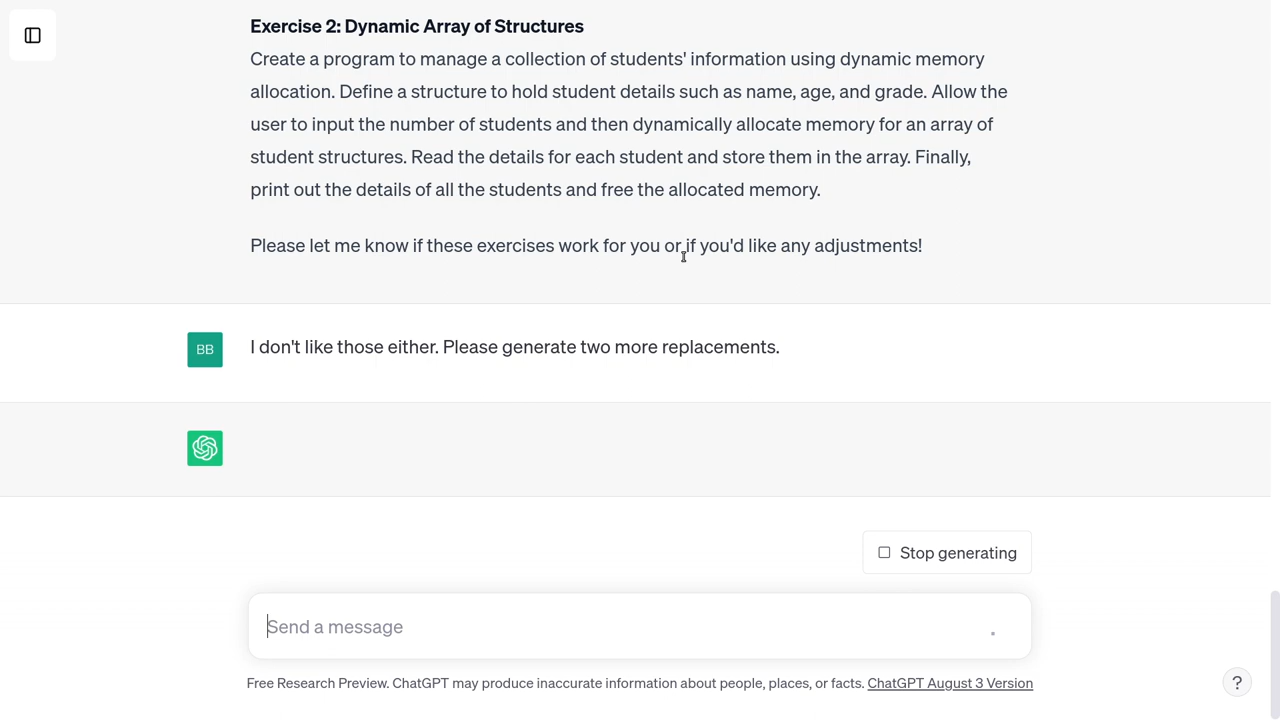 Exercise 2: Dynamic Array of Structures
Create a program to manage a collection of students' information using dynamic memory
allocation. Define a structure to hold student details such as name, age, and grade. Allow the
user to input the number of students and then dynamically allocate memory for an array of
student structures. Read the details for each student and store them in the array. Finally,
print out the details of all the students and free the allocated memory.
Please let me know if these exercises work for you or if you'd like any adjustments!
BB
I don't like those either. Please generate two more replacements.
Stop generating
Send a message
Free Research Preview. ChatGPT may produce inaccurate information about people, places, or facts. ChatGPT August 3 Version
?